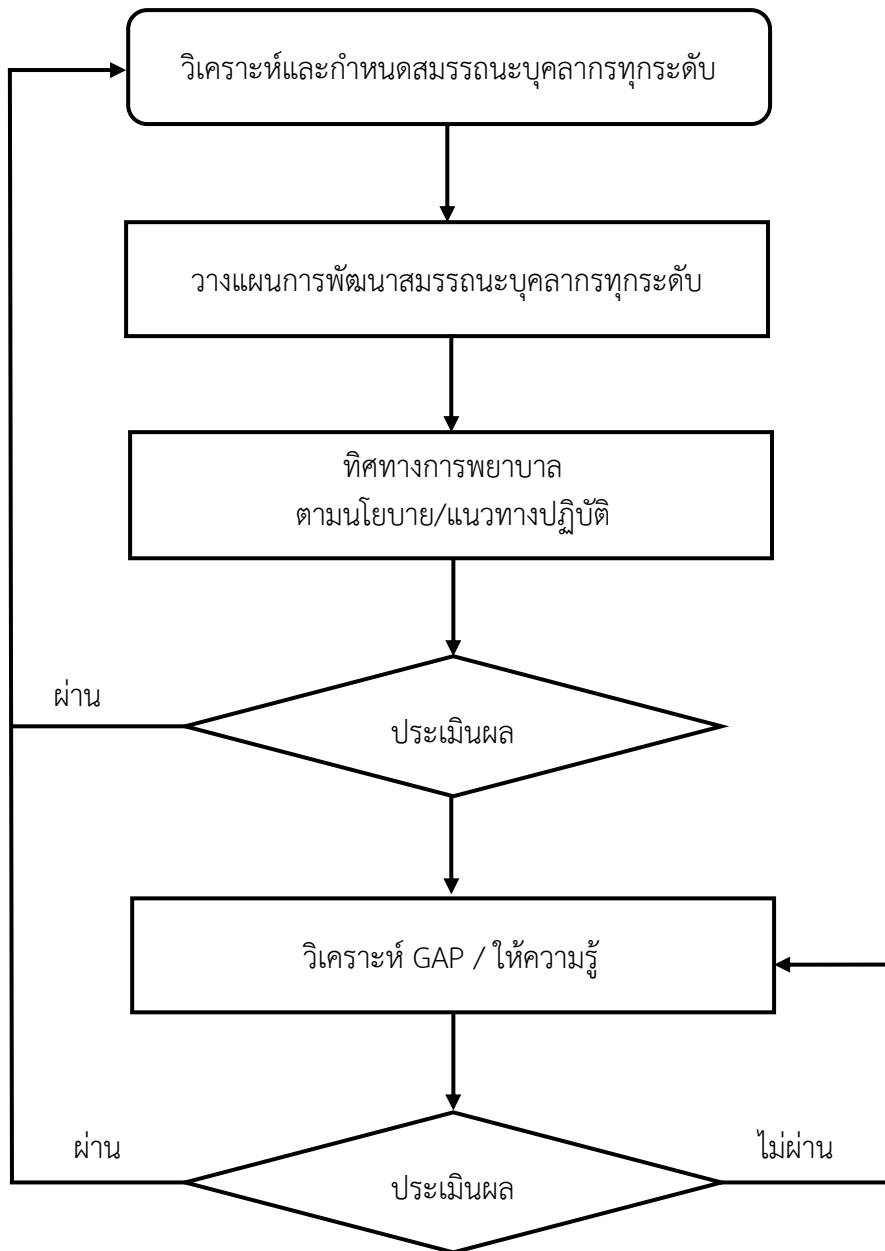 วิเคราะห์และกำหนดสมรรถนะบุคลากรทุกระดับ
วางแผนการพัฒนาสมรรถนะบุคลากรทุกระดับ
ทิศทางการพยาบาล
ตามนโยบาย/แนวทางปฏิบัติ
ผ่าน
ประเมินผล
วิเคราะห์ GAP / ให้ความรู้
ผ่าน
ไม่ผ่าน
ประเมินผล